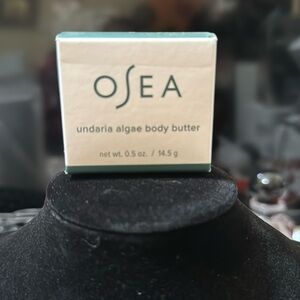 OSEA
undaria algae body butter
net wt. 0.5 oz. / 14.5 g